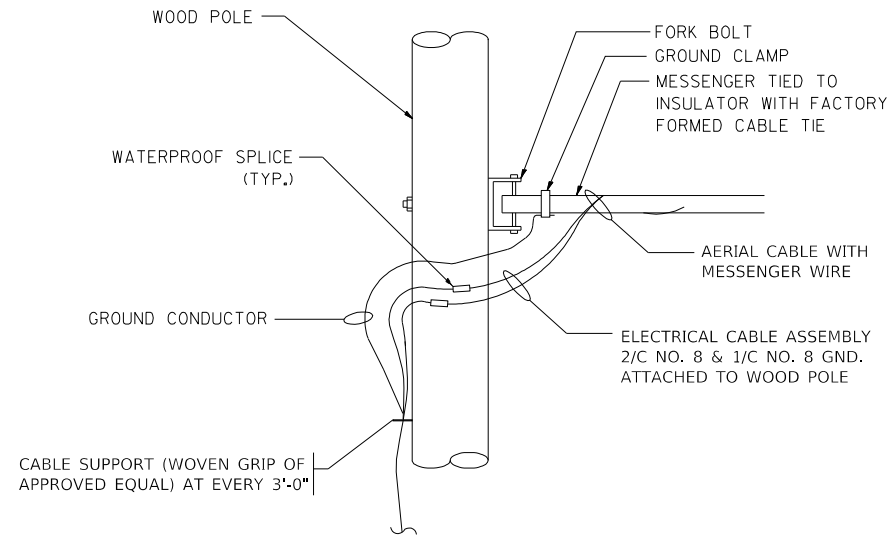 WOOD POLE
FORK BOLT
GROUND CLAMP
MESSENGER TIED TO
INSULATOR WITH FACTORY
FORMED CABLE TIE
WATERPROOF SPLICE
(TYP.)
AERIAL CABLE WITH
MESSENGER WIRE
GROUND CONDUCTOR
ELECTRICAL CABLE ASSEMBLY
2/C NO. 8 & 1/C NO. 8 GND.
ATTACHED TO WOOD POLE
CABLE SUPPORT (WOVEN GRIP OF
APPROVED EQUAL) AT EVERY 3'-0"